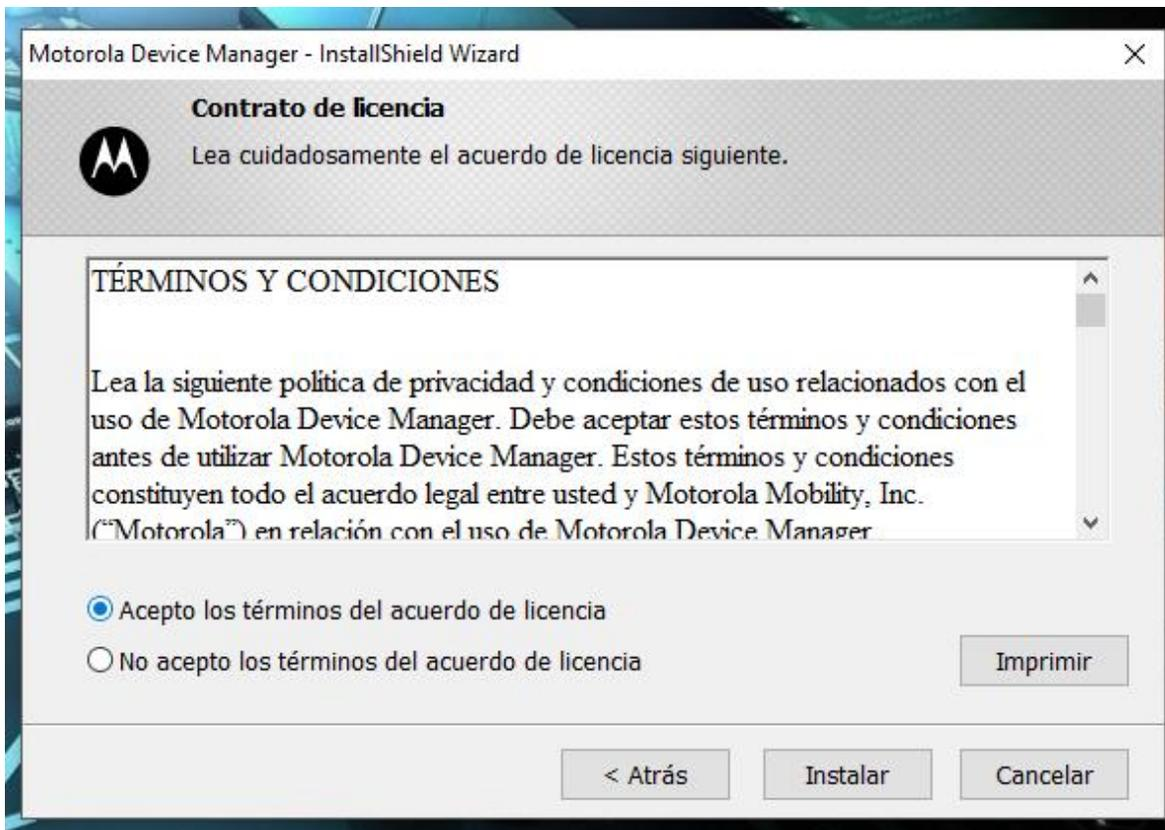 Motorola Device Manager - InstallShield Wizard
Contrato de licencia
Lea cuidadosamente el acuerdo de licencia siguiente.
TÉRMINOS Y CONDICIONES
Lea la siguiente política de privacidad y condiciones de uso relacionados con el
uso de Motorola Device Manager. Debe aceptar estos términos y condiciones
antes de utilizar Motorola Device Manager. Estos términos y condiciones
constituyen todo el acuerdo legal entre usted y Motorola Mobility, Inc.
(“Motorola”) en relación con el uso de Motorola Device Manager
Acepto los términos del acuerdo de licencia
No acepto los términos del acuerdo de licencia
Imprimir
< Atrás
Instalar
Cancelar